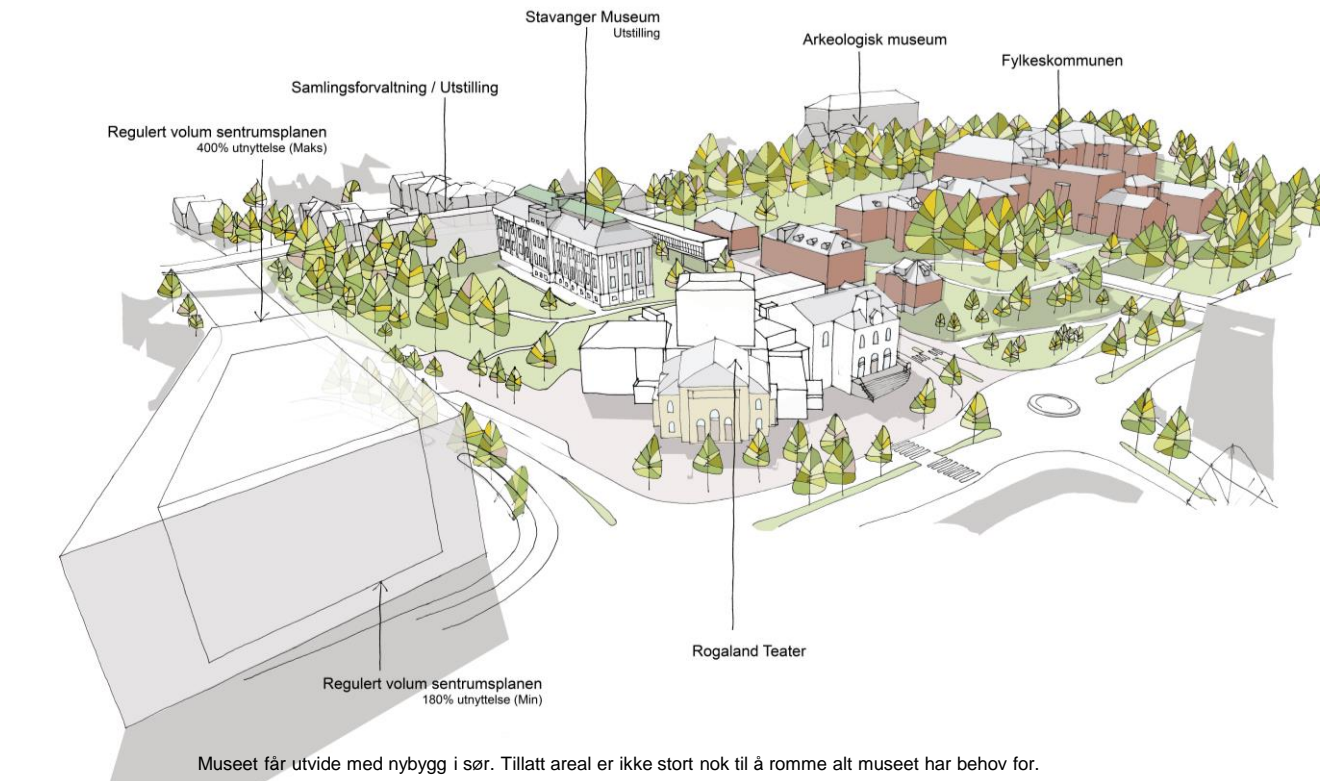 Stavanger Museum
Utstilling
Arkeologisk museum
Fylkeskommunen
Samlingsforvaltning / Utstilling
Regulert volum sentrumsplanen
400% utnyttelse (Maks)
Rogaland Teater
Regulert volum sentrumsplanen
180% utnyttelse (Min)
Museet får utvide med nybygg i sør. Tillatt areal er ikke stort nok til å romme alt museet har behov for.